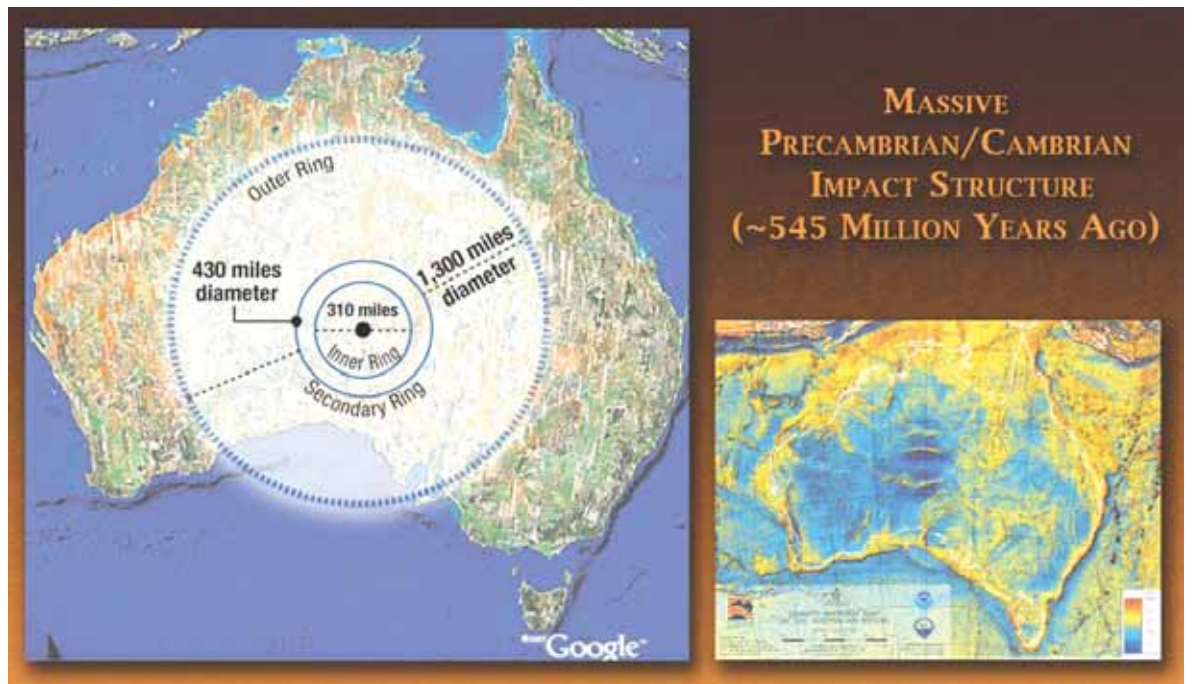 MASSIVE
PRECAMBRIAN/CAMBRIAN
IMPACT STRUCTURE
(~545 MILLION YEARS AGO)
Outer Ring
430 miles
diameter
1,300 miles
diameter
310 miles
Inner Ring
Secondary Ring
Google